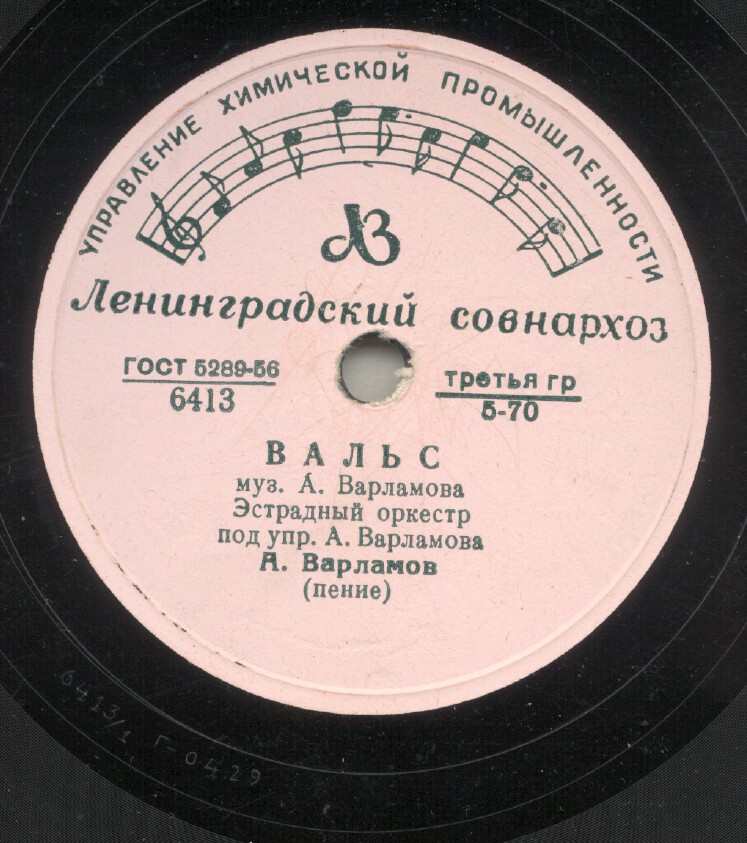 УПРАВЛЕНИЕ ХИМИЧЕСКОЙ ПРОМЫШЛЕННОСТИ
АЗ
Ленинградский совнархоз
ГОСТ 5289-56
6413
третья гр
5-70
ВАЛЬС
муз. А. Варламова
Эстрадный оркестр
под упр. А. Варламова
А. Варламов
(пение)
6413/1 Г-0429